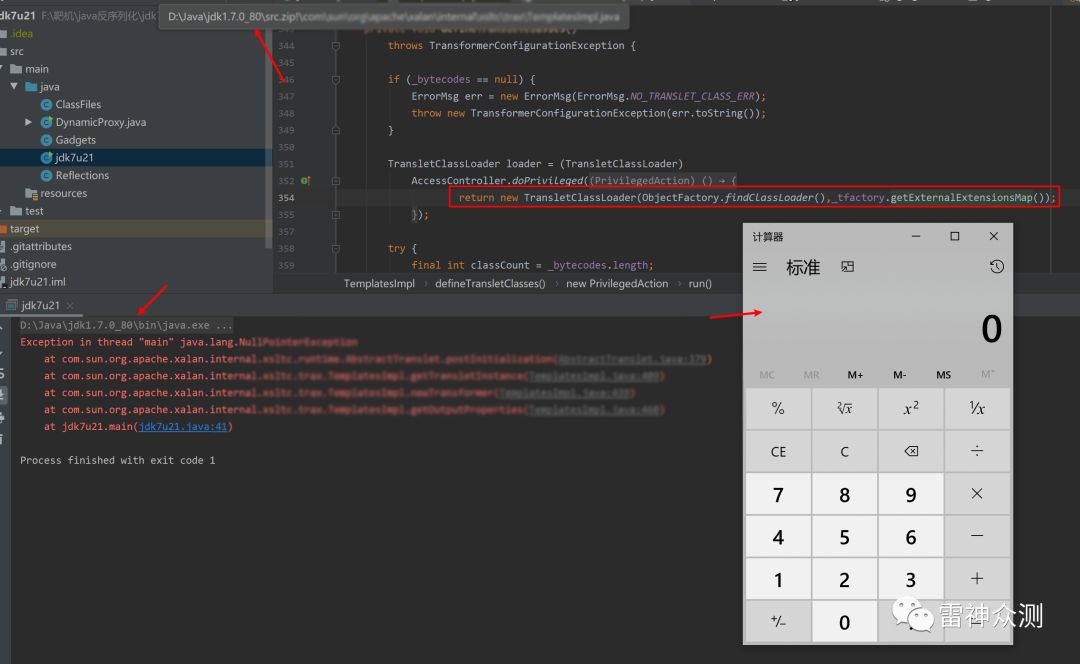 jdk7u21 F:\靶机\java反序列化\jdk7
D:\Java\jdk1.7.0_80\src.zip!\com\sun\org\apache\xalan\internal\xsltc\trax\TemplatesImpl.java
.idea
src
main
java
ClassFiles
DynamicProxy.java
Gadgets
jdk7u21
Reflections
resources
test
target
.gitattributes
.gitignore
jdk7u21.iml
344 throws TransformerConfigurationException {
345
346 if (_bytecodes == null) {
347 ErrorMsg err = new ErrorMsg(ErrorMsg.NO_TRANSLET_CLASS_ERR);
348 throw new TransformerConfigurationException(err.toString());
349 }
350
351 TransletClassLoader loader = (TransletClassLoader)
352 AccessController.doPrivileged((PrivilegedAction) () → {
354 return new TransletClassLoader(ObjectFactory.findClassLoader(),_tfactory.getExternalExtensionsMap());
355 });
357
358 try {
359 final int classCount = _bytecodes.length;
TemplatesImpl › defineTransletClasses() › new PrivilegedAction › run()
jdk7u21 ×
D:\Java\jdk1.7.0_80\bin\java.exe ...
Exception in thread "main" java.lang.NullPointerException
at com.sun.org.apache.xalan.internal.xsltc.runtime.AbstractTranslet.postInitialization(AbstractTranslet.java:379)
at com.sun.org.apache.xalan.internal.xsltc.trax.TemplatesImpl.getTransletInstance(TemplatesImpl.java:409)
at com.sun.org.apache.xalan.internal.xsltc.trax.TemplatesImpl.newTransformer(TemplatesImpl.java:439)
at com.sun.org.apache.xalan.internal.xsltc.trax.TemplatesImpl.getOutputProperties(TemplatesImpl.java:460)
at jdk7u21.main(jdk7u21.java:41)
Process finished with exit code 1
计算器
标准
0
MC MR M+ M- MS M˅
% ∛x x² ¹/x
CE C ⌫ ÷
7 8 9 ×
4 5 6 −
1 2 3 +
+/− 0 .
雷神众测